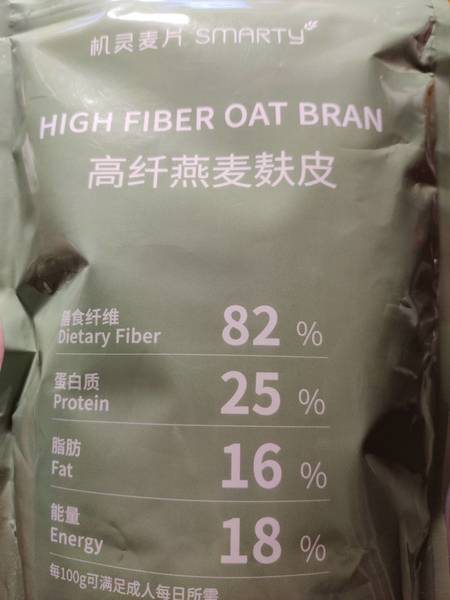 机灵麦片 SMARTY
HIGH FIBER OAT BRAN
高纤燕麦麸皮
膳食纤维
Dietary Fiber
82 %
蛋白质
Protein
25 %
脂肪
Fat
16 %
能量
Energy
18 %
每100g可满足成人每日所需